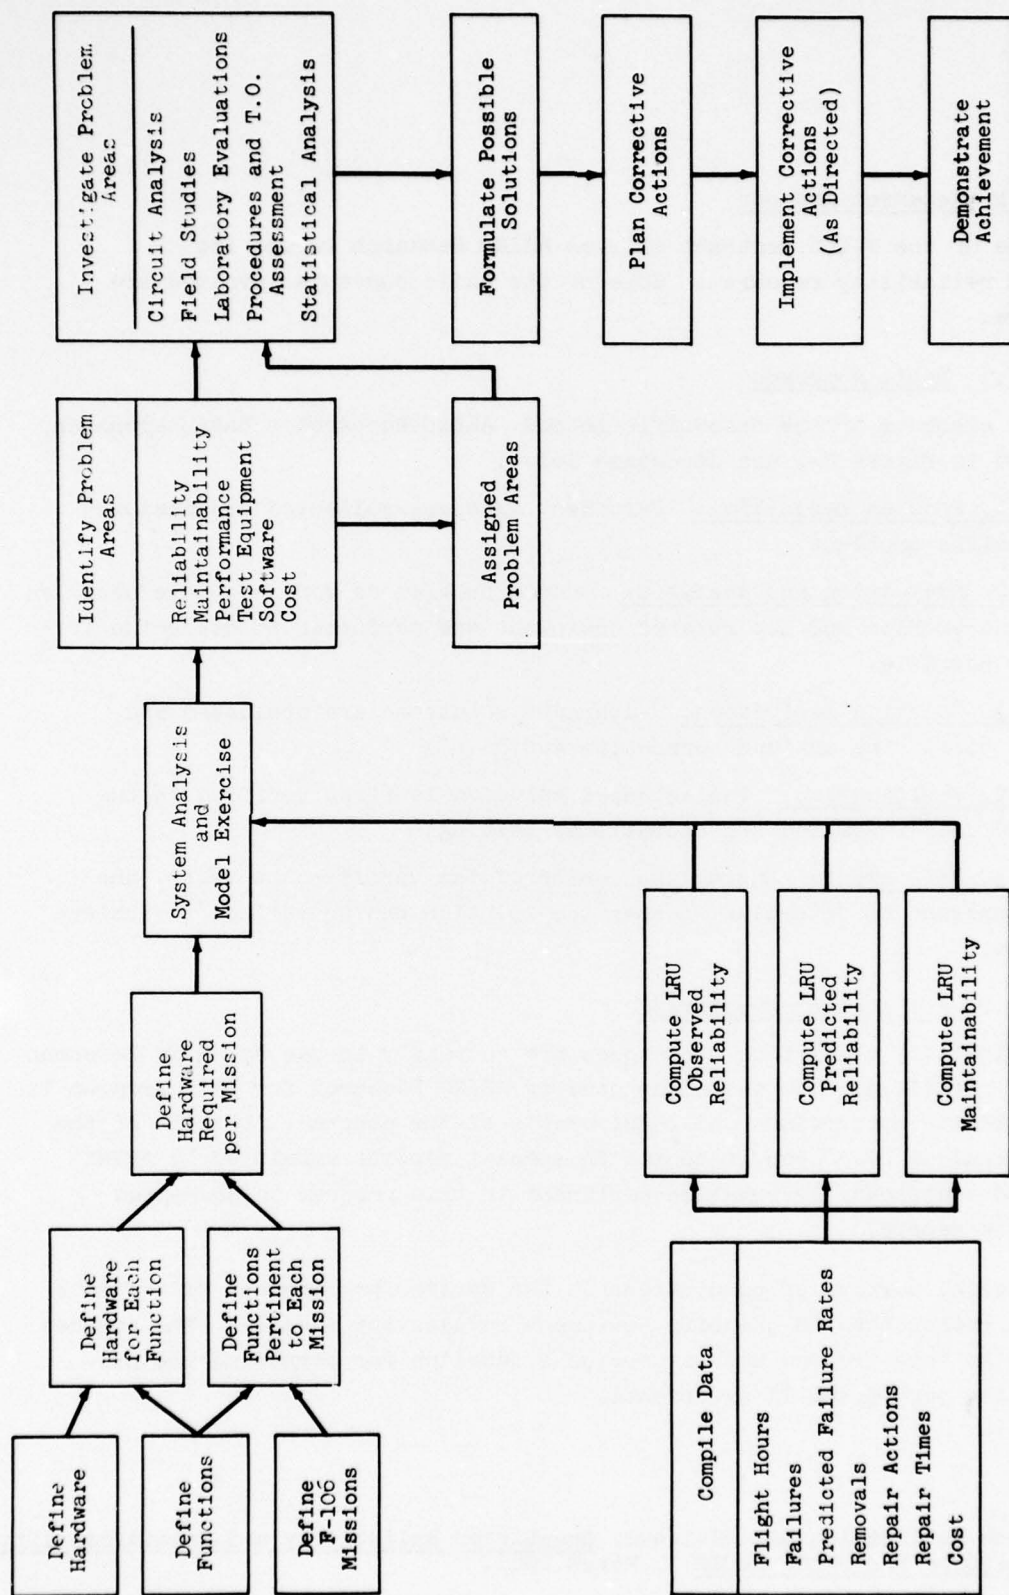 Define
Hardware
Define
Functions
Define
F-106
Missions
Define
Hardware
for Each
Function
Define
Functions
Pertinent
to Each
Mission
Define
Hardware
Required
per Mission
System Analysis
and
Model Exercise
Identify Problem
Areas
Reliability
Maintainability
Performance
Test Equipment
Software
Cost
Assigned
Problem Areas
Investigate Problem
Areas
Circuit Analysis
Field Studies
Laboratory Evaluations
Procedures and T.O.
Assessment
Statistical Analysis
Formulate Possible
Solutions
Plan Corrective
Actions
Implement Corrective
Actions
(As Directed)
Demonstrate
Achievement
Compile Data
Flight Hours
Failures
Predicted Failure Rates
Removals
Repair Actions
Repair Times
Cost
Compute LRU
Observed
Reliability
Compute LRU
Predicted
Reliability
Compute LRU
Maintainability